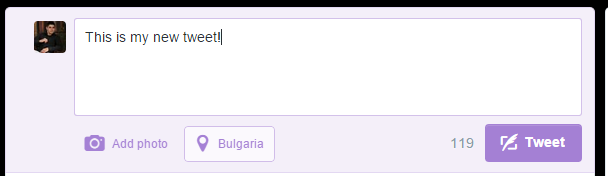 This is my new tweet!
Add photo Bulgaria 119 Tweet